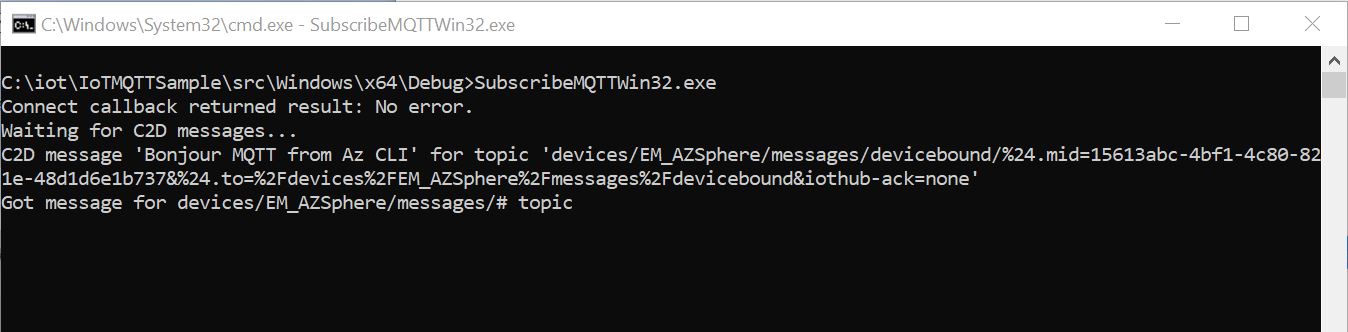 C:\Windows\System32\cmd.exe - SubscribeMQTTWin32.exe
C:\iot\IoTMQTTSample\src\Windows\x64\Debug>SubscribeMQTTWin32.exe
Connect callback returned result: No error.
Waiting for C2D messages...
C2D message 'Bonjour MQTT from Az CLI' for topic 'devices/EM_AZSphere/messages/devicebound/%24.mid=15613abc-4bf1-4c80-82
1e-48d1d6e1b737&%24.to=%2Fdevices%2FEM_AZSphere%2Fmessages%2Fdevicebound&iothub-ack=none'
Got message for devices/EM_AZSphere/messages/# topic